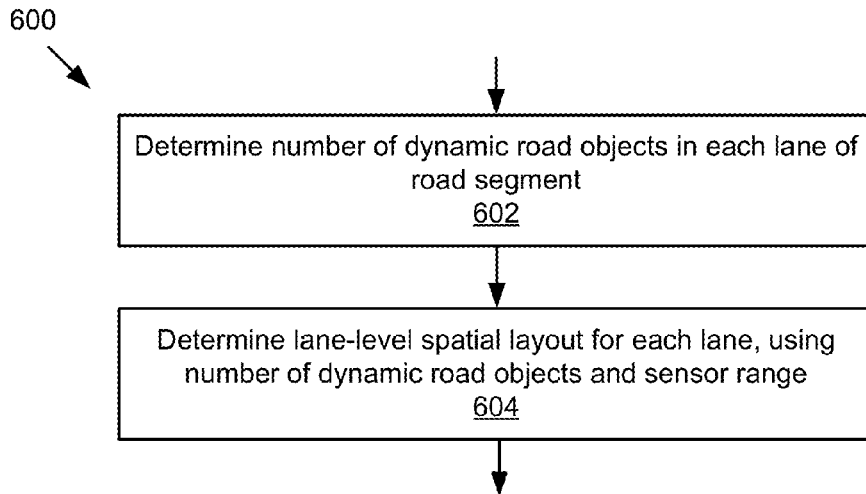 600
Determine number of dynamic road objects in each lane of
road segment
602
Determine lane-level spatial layout for each lane, using
number of dynamic road objects and sensor range
604